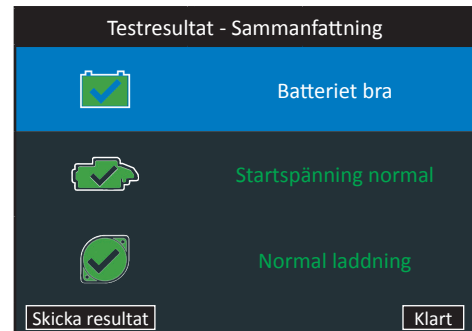 Testresultat - Sammanfattning
Batteriet bra
Startspänning normal
Normal laddning
Skicka resultat
Klart